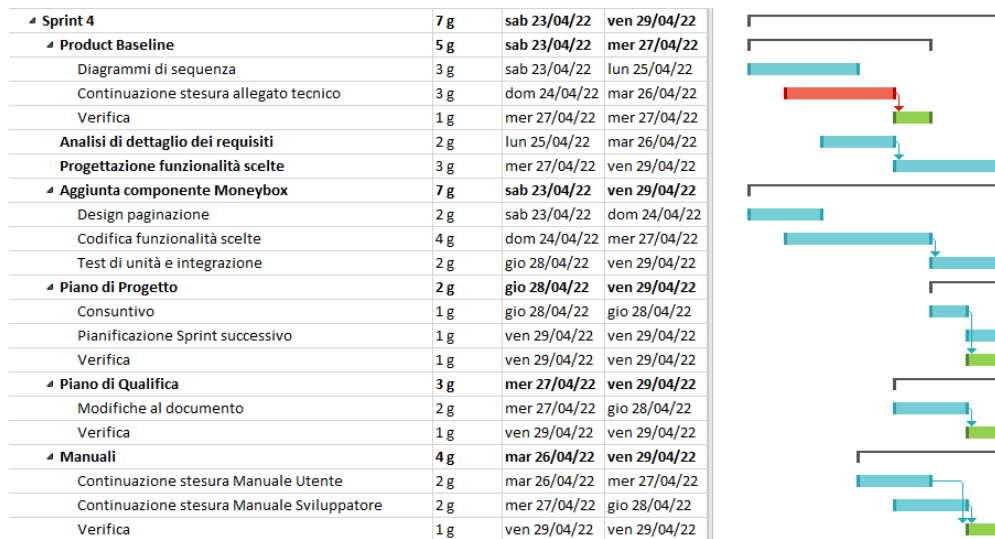 Sprint 4 7 g sab 23/04/22 ven 29/04/22
Product Baseline 5 g sab 23/04/22 mer 27/04/22
Diagrammi di sequenza 3 g sab 23/04/22 lun 25/04/22
Continuazione stesura allegato tecnico 3 g dom 24/04/22 mar 26/04/22
Verifica 1 g mer 27/04/22 mer 27/04/22
Analisi di dettaglio dei requisiti 2 g lun 25/04/22 mar 26/04/22
Progettazione funzionalità scelte 3 g mer 27/04/22 ven 29/04/22
Aggiunta componente Moneybox 7 g sab 23/04/22 ven 29/04/22
Design paginazione 2 g sab 23/04/22 dom 24/04/22
Codifica funzionalità scelte 4 g dom 24/04/22 mer 27/04/22
Test di unità e integrazione 2 g gio 28/04/22 ven 29/04/22
Piano di Progetto 2 g gio 28/04/22 ven 29/04/22
Consuntivo 1 g gio 28/04/22 gio 28/04/22
Pianificazione Sprint successivo 1 g ven 29/04/22 ven 29/04/22
Verifica 1 g ven 29/04/22 ven 29/04/22
Piano di Qualifica 3 g mer 27/04/22 ven 29/04/22
Modifiche al documento 2 g mer 27/04/22 gio 28/04/22
Verifica 1 g ven 29/04/22 ven 29/04/22
Manuali 4 g mar 26/04/22 ven 29/04/22
Continuazione stesura Manuale Utente 2 g mar 26/04/22 mer 27/04/22
Continuazione stesura Manuale Sviluppatore 2 g mer 27/04/22 gio 28/04/22
Verifica 1 g ven 29/04/22 ven 29/04/22